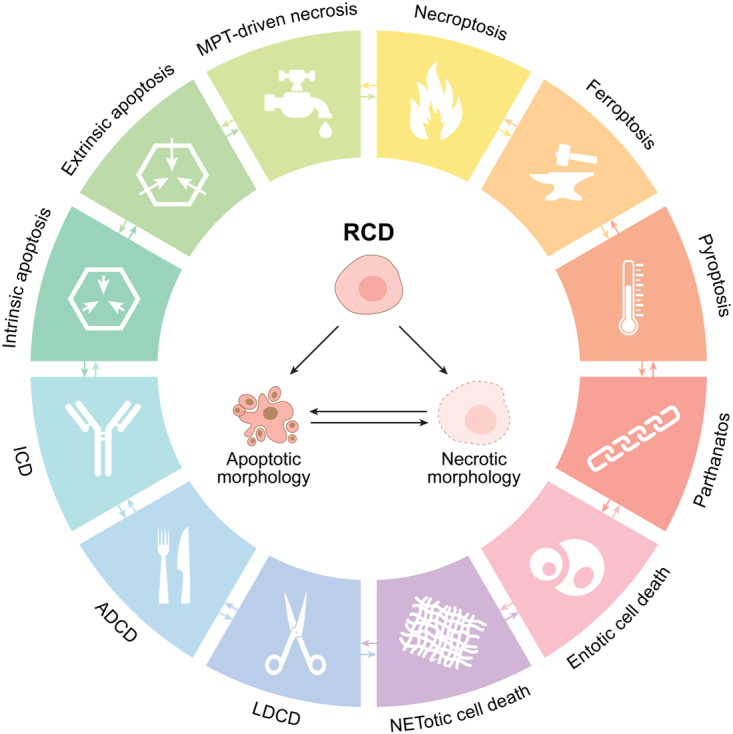 MPT-driven necrosis
Necroptosis
Ferroptosis
Pyroptosis
Parthanatos
Entotic cell death
NETotic cell death
LDCD
ADCD
ICD
Intrinsic apoptosis
Extrinsic apoptosis
RCD
Apoptotic
morphology
Necrotic
morphology